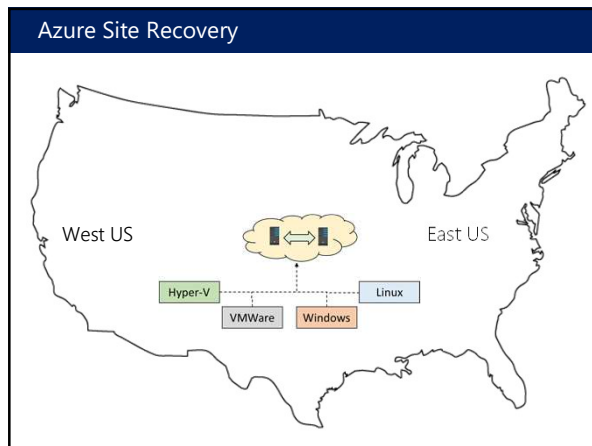 Azure Site Recovery
West US
East US
Hyper-V
Linux
VMWare
Windows